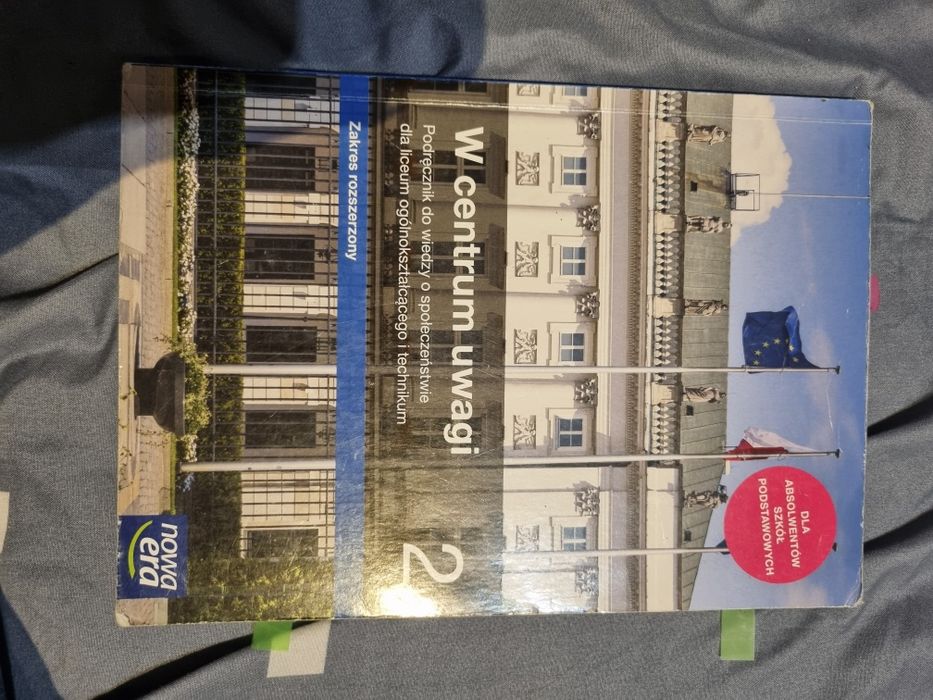 DLA
ABSOLWENTÓW
SZKÓŁ
PODSTAWOWYCH
W centrum uwagi 2
Podręcznik do wiedzy o społeczeństwie
dla liceum ogólnokształcącego i technikum
Zakres rozszerzony
nowa
era